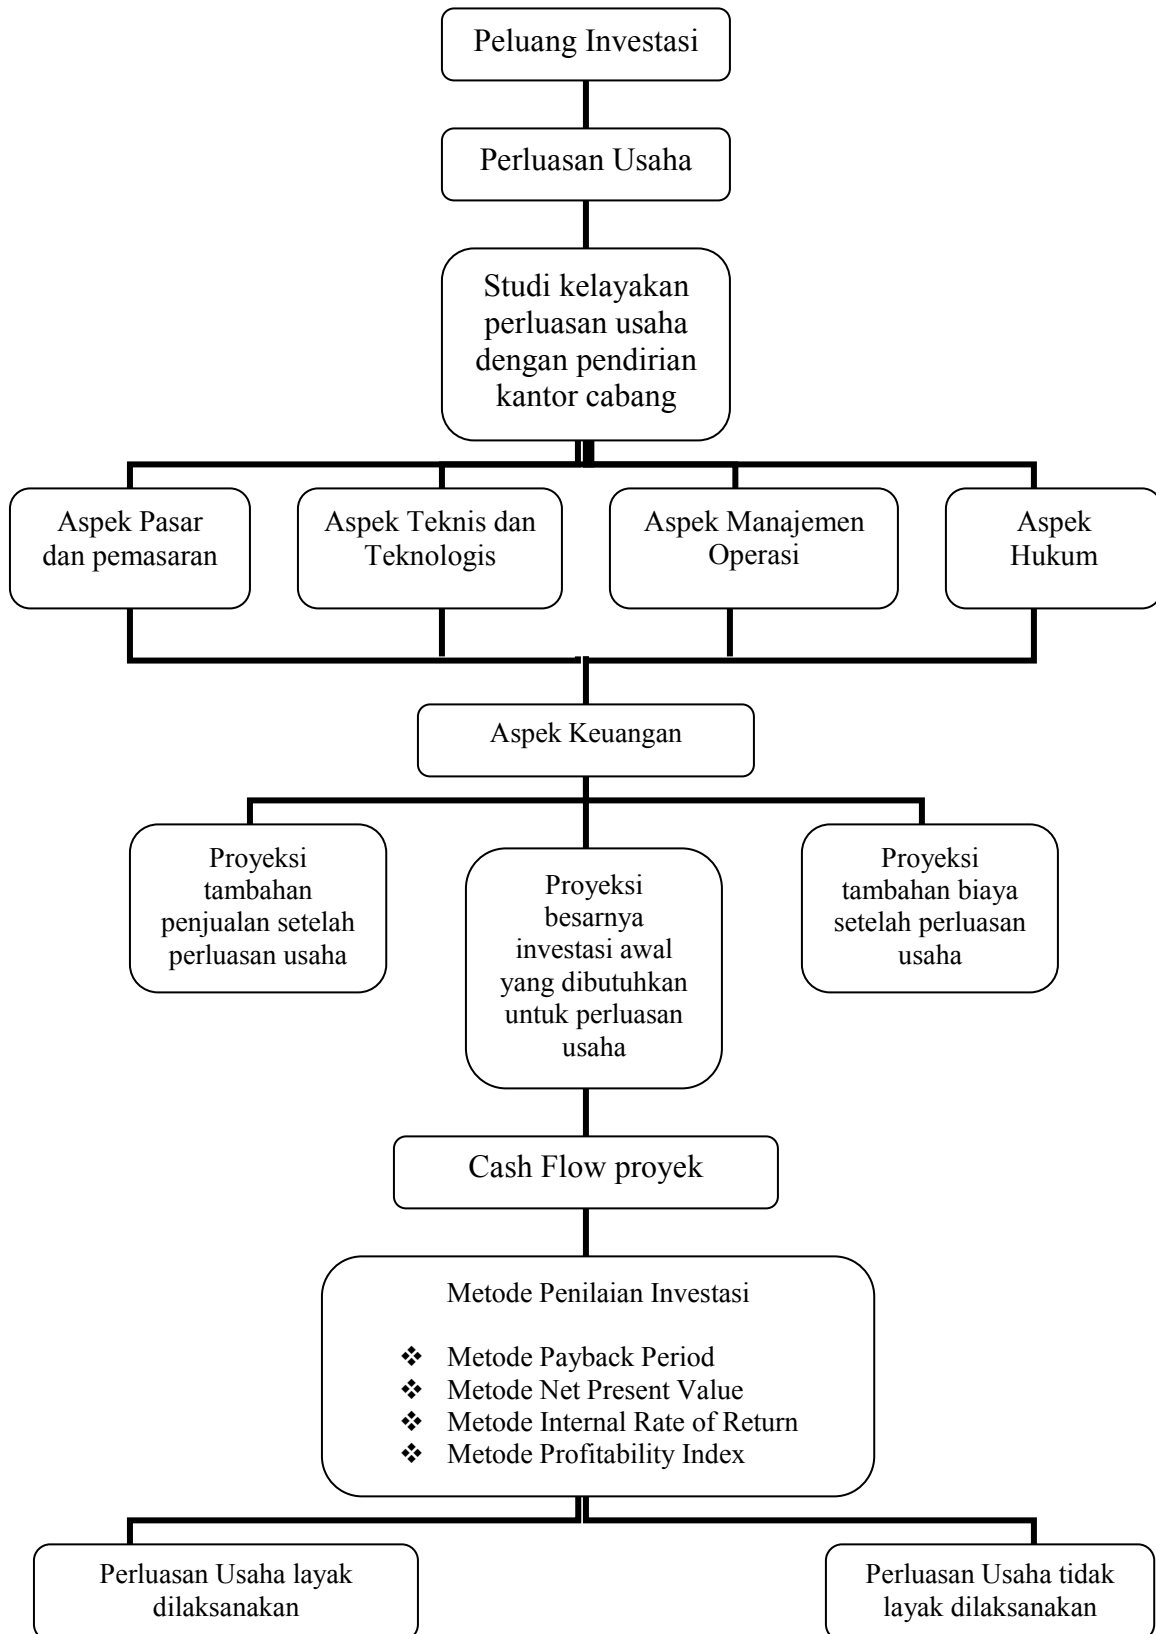 Peluang Investasi
Perluasan Usaha
Studi kelayakan
perluasan usaha
dengan pendirian
kantor cabang
Aspek Pasar
dan pemasaran
Aspek Teknis dan
Teknologis
Aspek Manajemen
Operasi
Aspek
Hukum
Aspek Keuangan
Proyeksi
tambahan
penjualan setelah
perluasan usaha
Proyeksi
besarnya
investasi awal
yang dibutuhkan
untuk perluasan
usaha
Proyeksi
tambahan biaya
setelah perluasan
usaha
Cash Flow proyek
Metode Penilaian Investasi
❖ Metode Payback Period
❖ Metode Net Present Value
❖ Metode Internal Rate of Return
❖ Metode Profitability Index
Perluasan Usaha layak
dilaksanakan
Perluasan Usaha tidak
layak dilaksanakan